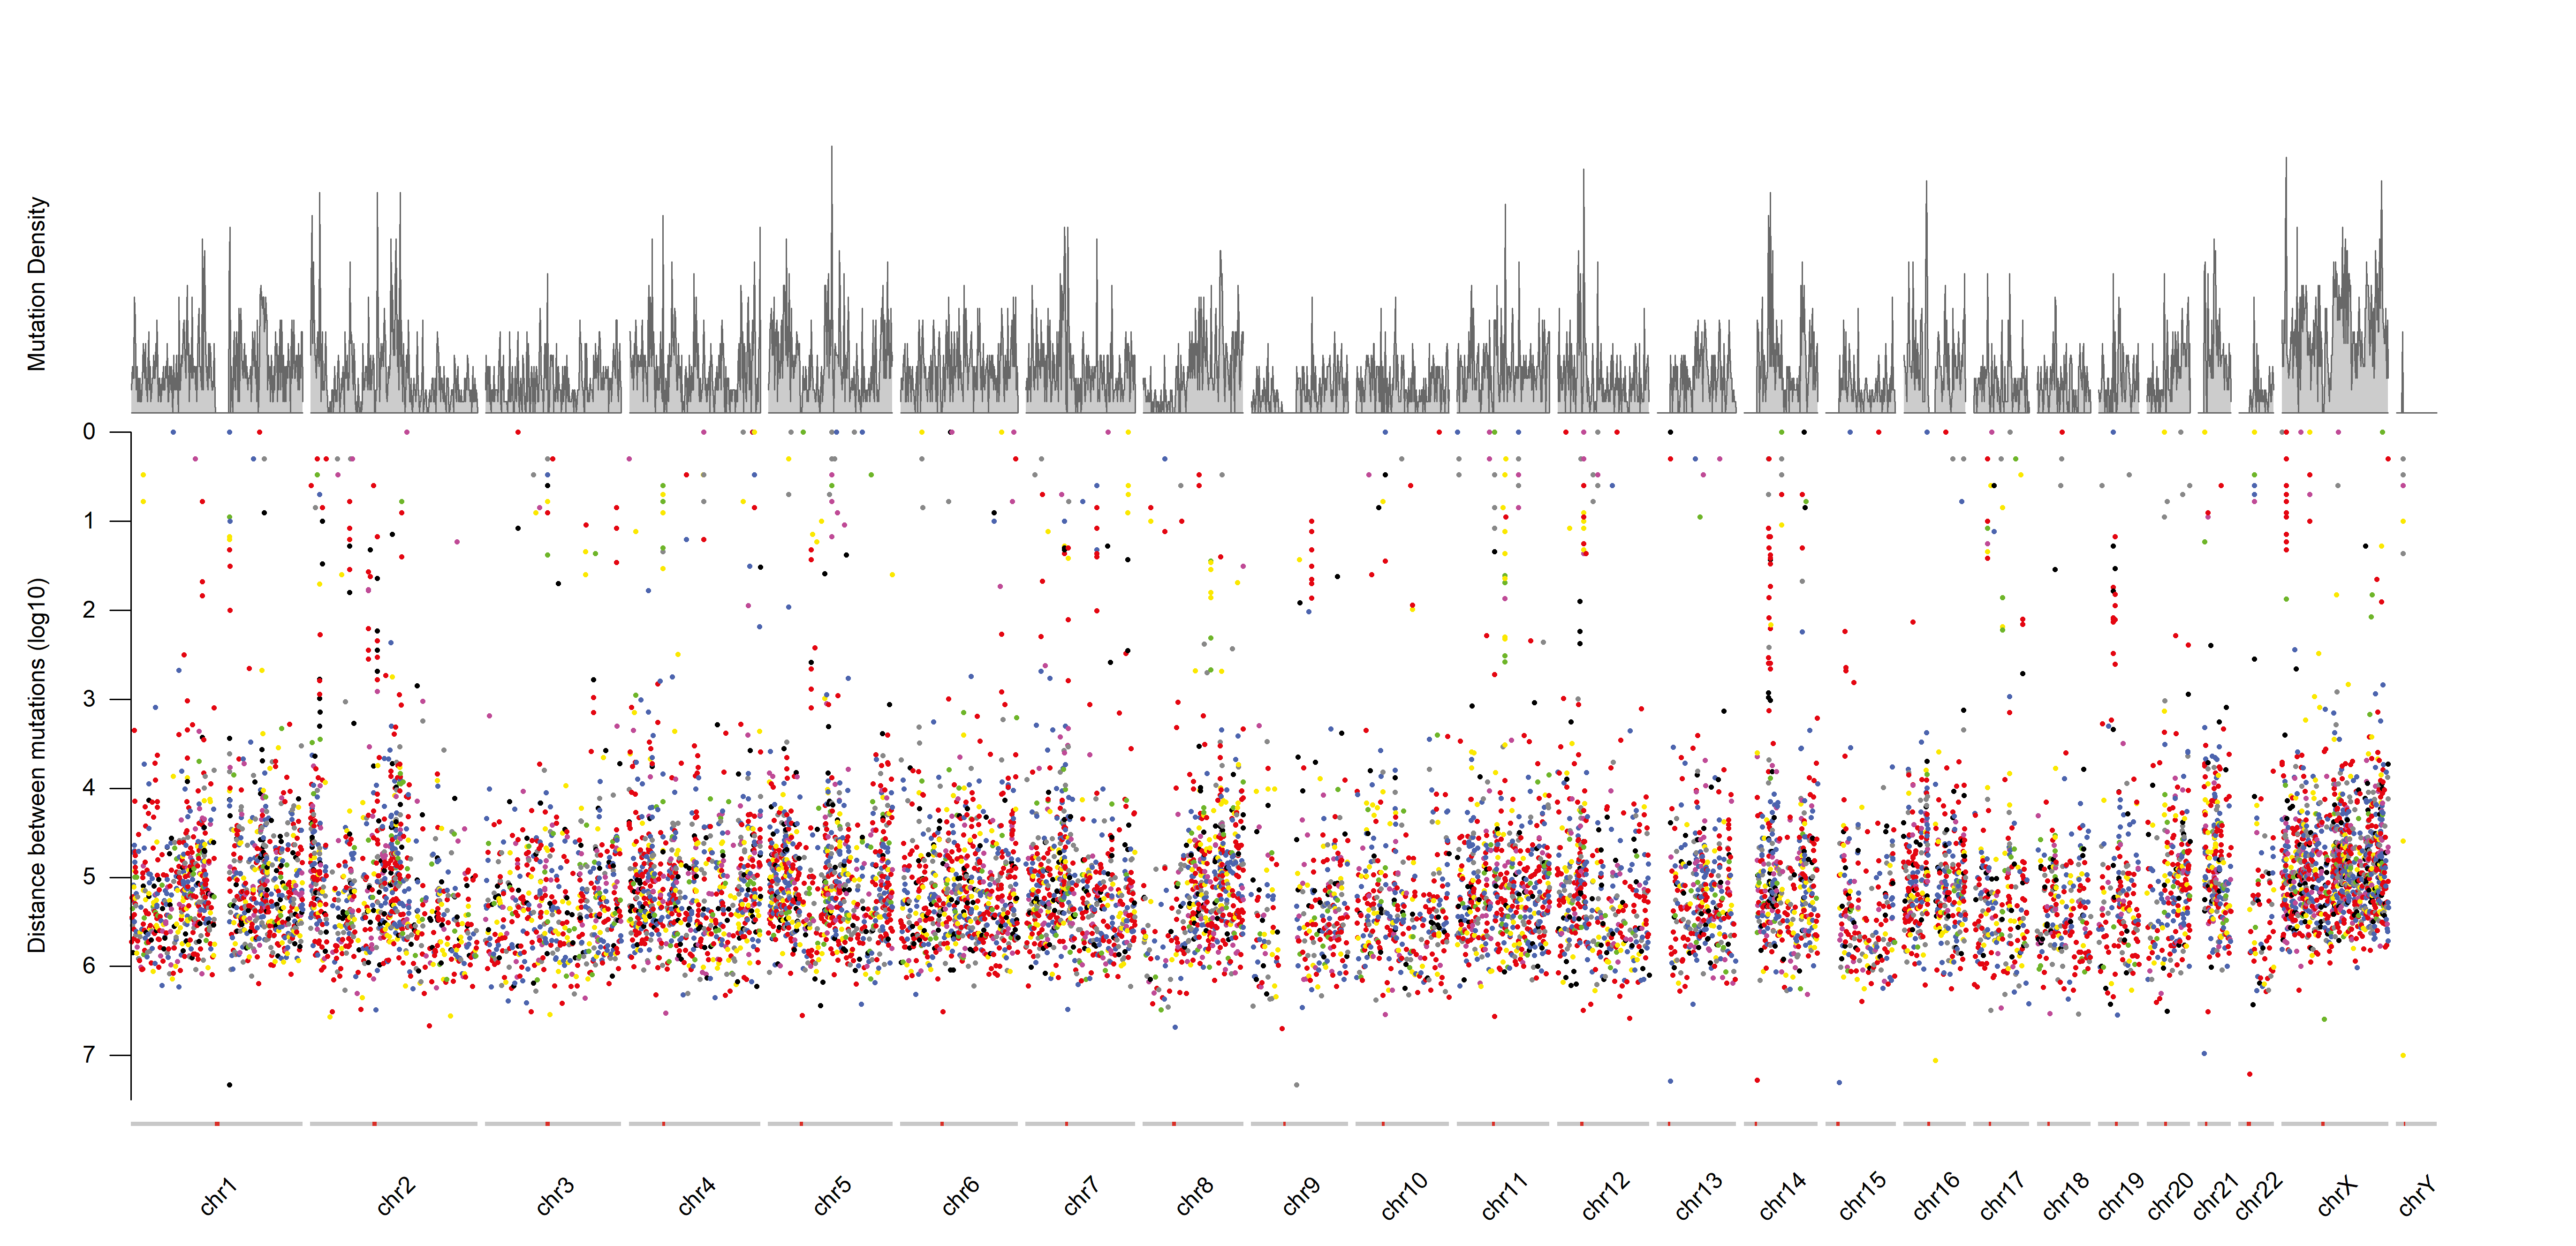 Mutation Density
Distance between mutations (log10)
0
1
2
3
4
5
6
7
chr1
chr2
chr3
chr4
chr5
chr6
chr7
chr8
chr9
chr10
chr11
chr12
chr13
chr14
chr15
chr16
chr17
chr18
chr19
chr20
chr21
chr22
chrX
chrY